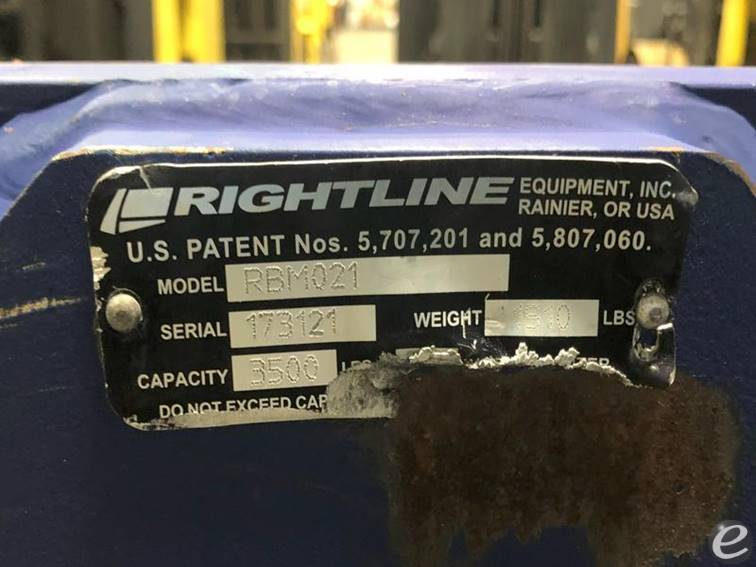 RIGHTLINE EQUIPMENT, INC.
RAINIER, OR USA
U.S. PATENT Nos. 5,707,201 and 5,807,060.
MODEL RBM021
SERIAL 173121 WEIGHT LBS
CAPACITY 3500
DO NOT EXCEED CAP
e